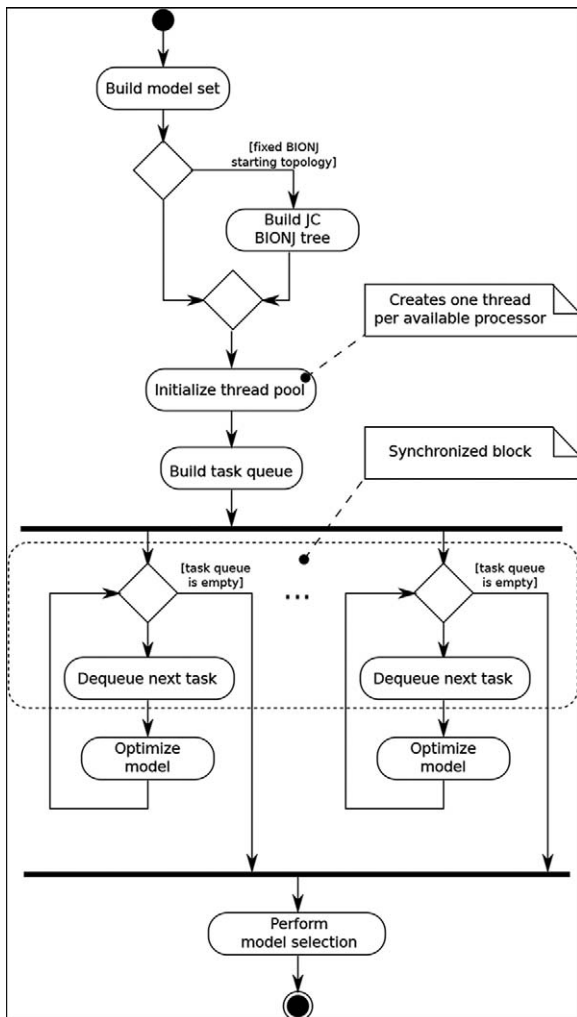 Build model set
[fixed BIONJ
starting topology]
Build JC
BIONJ tree
Creates one thread
per available processor
Initialize thread pool
Synchronized block
Build task queue
[task queue
is empty]
...
[task queue
is empty]
Dequeue next task
Dequeue next task
Optimize
model
Optimize
model
Perform
model selection